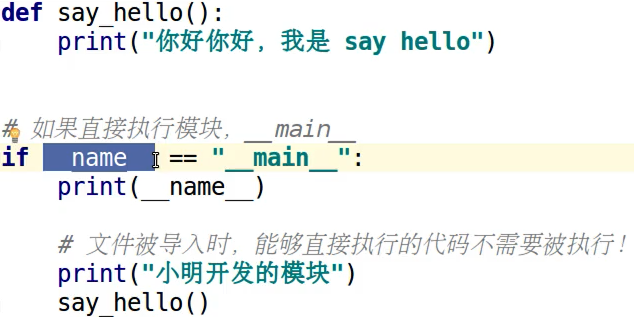 def say_hello():
    print("你好你好，我是 say hello")
# 如果直接执行模块，__main__
if __name__ == "__main__":
    print(__name__)
    # 文件被导入时，能够直接执行的代码不需要被执行！
    print("小明开发的模块")
    say_hello()